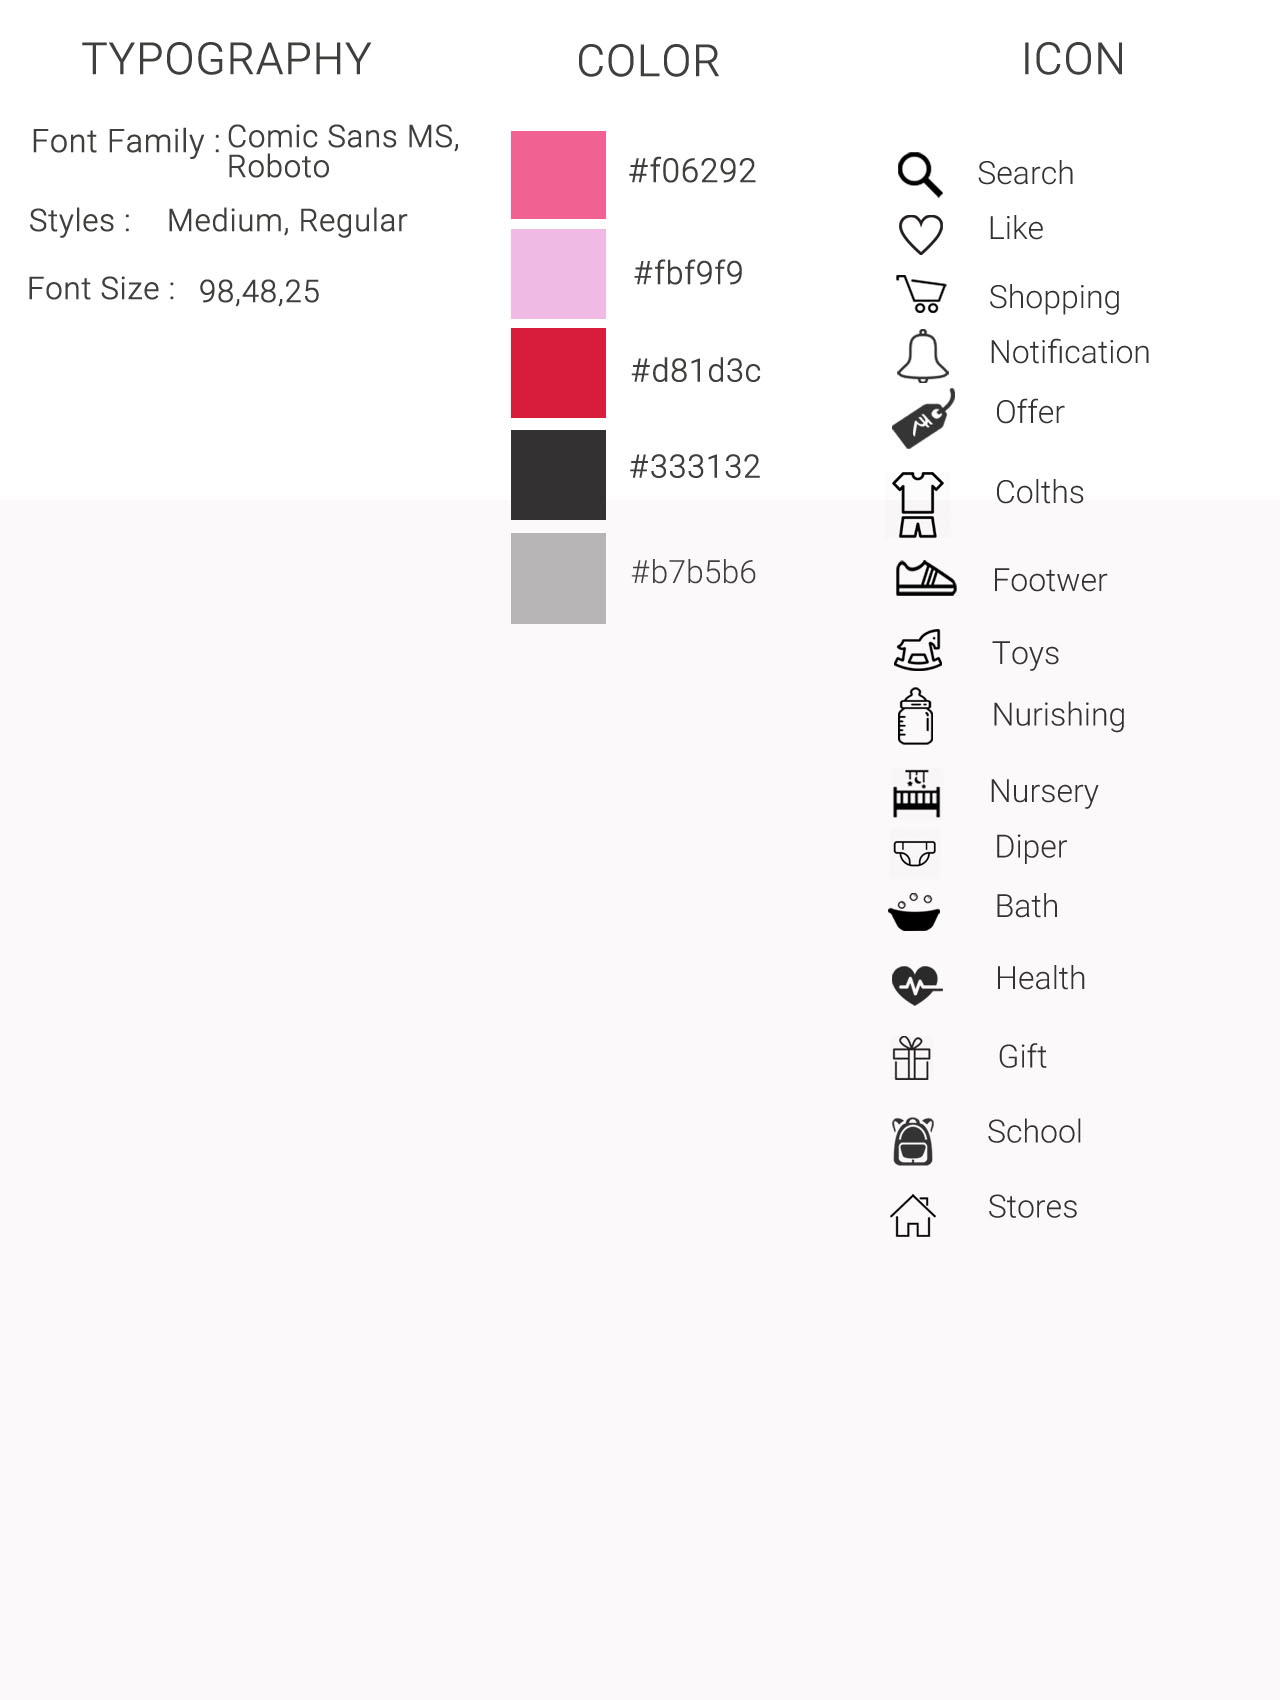 TYPOGRAPHY
Font Family : Comic Sans MS,
Roboto
Styles : Medium, Regular
Font Size : 98,48,25
COLOR
#f06292
#fbf9f9
#d81d3c
#333132
#b7b5b6
ICON
Search
Like
Shopping
Notification
Offer
Colths
Footwer
Toys
Nurishing
Nursery
Diper
Bath
Health
Gift
School
Stores